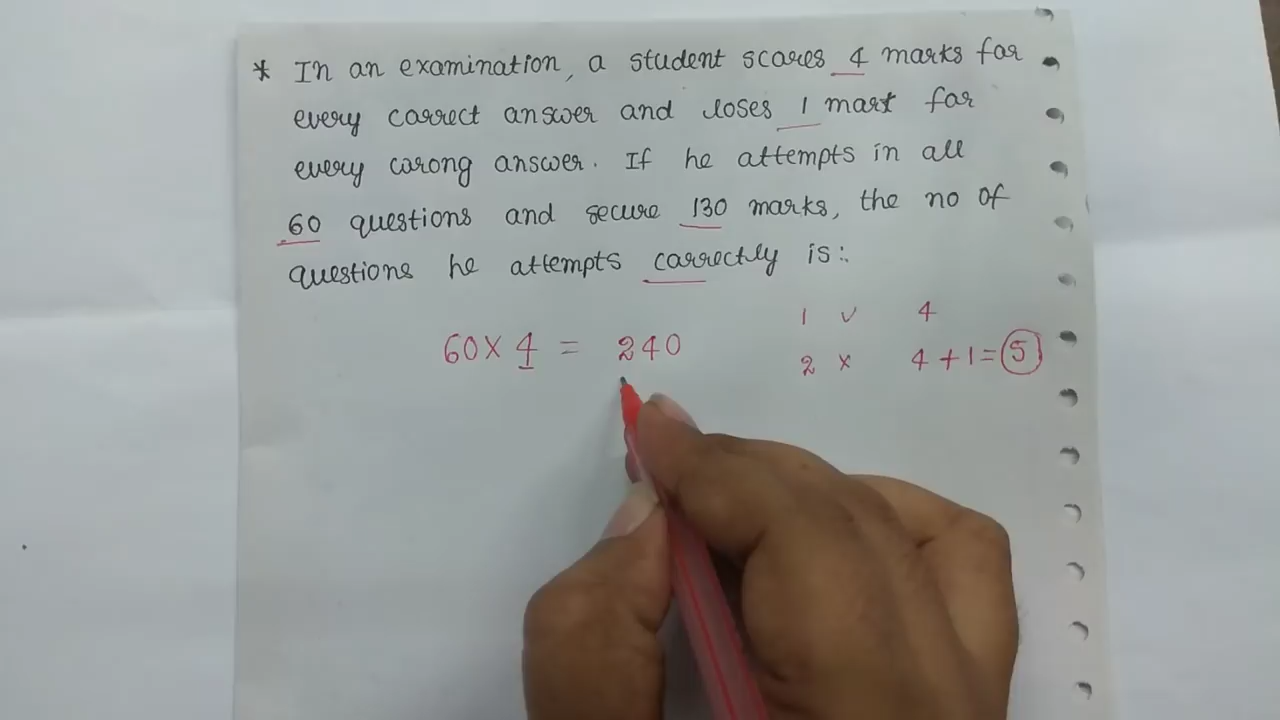 * In an examination, a student scores 4 marks for
every correct answer and loses 1 mark for
every wrong answer. If he attempts in all
60 questions and secure 130 marks, the no of
questions he attempts correctly is:.
60 x 4 = 240
1 ✓ 4
2 x 4 + 1 = 5